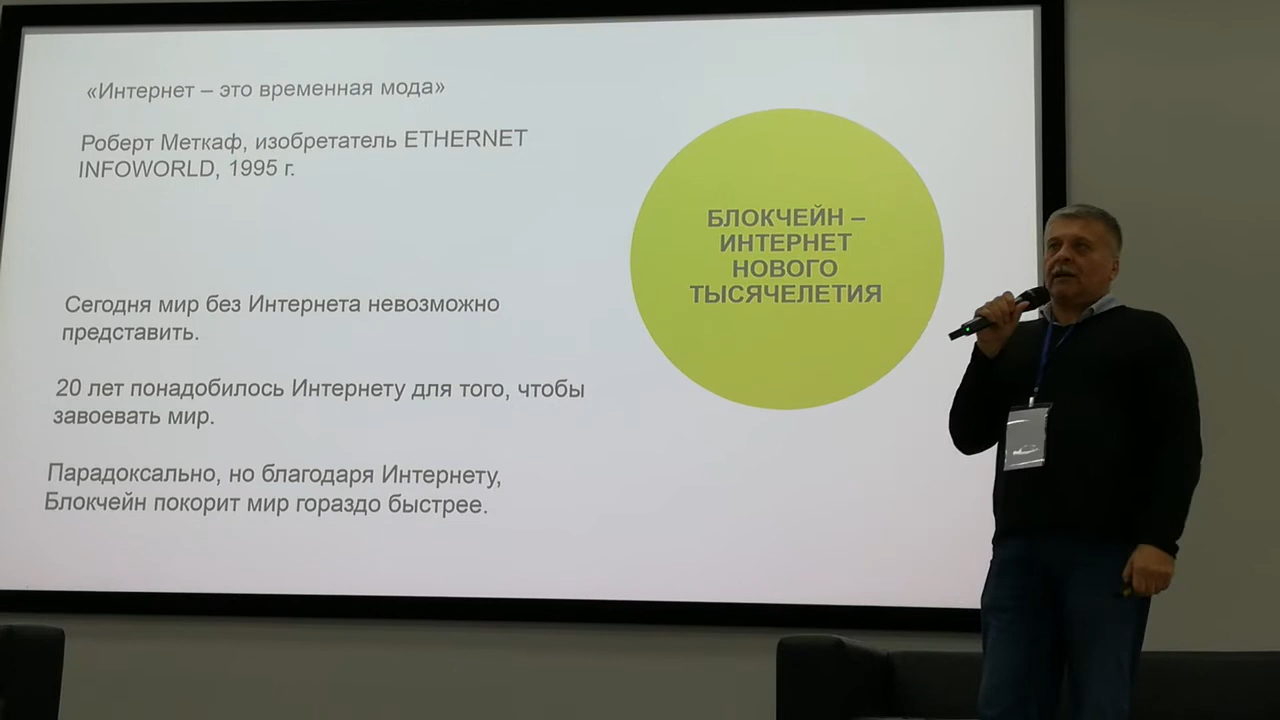 «Интернет – это временная мода»
Роберт Меткаф, изобретатель ETHERNET
INFOWORLD, 1995 г.
Сегодня мир без Интернета невозможно
представить.
20 лет понадобилось Интернету для того, чтобы
завоевать мир.
Парадоксально, но благодаря Интернету,
Блокчейн покорит мир гораздо быстрее.
БЛОКЧЕЙН –
ИНТЕРНЕТ
НОВОГО
ТЫСЯЧЕЛЕТИЯ